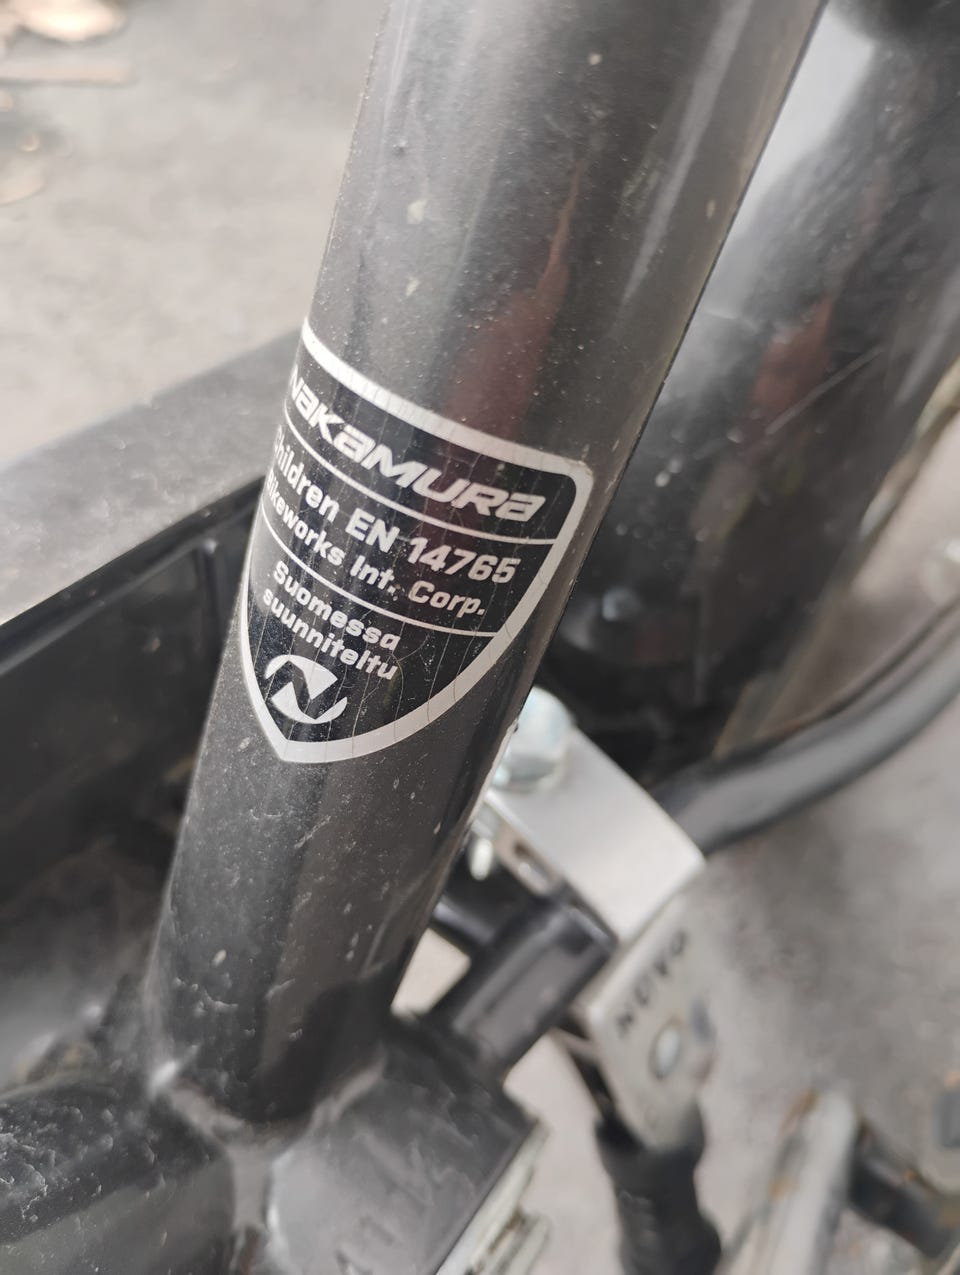 NAKAMURA
Children EN 14765
Bikeworks Int. Corp.
Suomessa
suunniteltu
NOVO